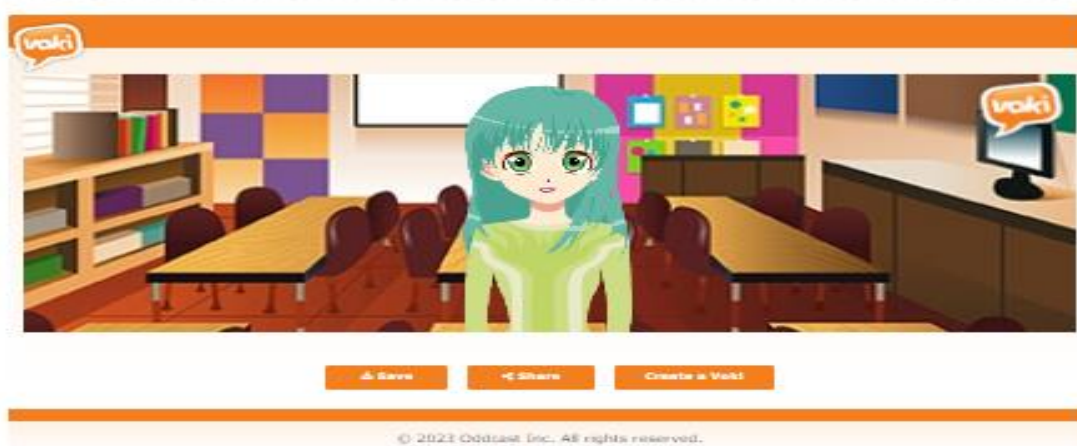 voki
voki
Save
Share
Create a Voki
© 2023 Oddcast Inc. All rights reserved.